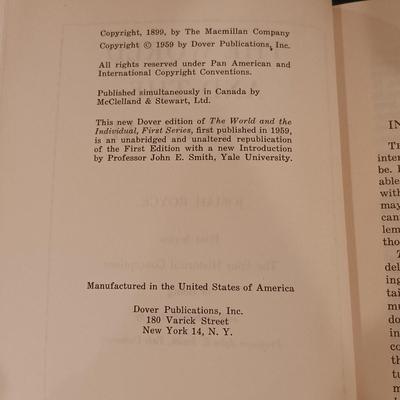 Copyright, 1899, by The Macmillan Company
Copyright © 1959 by Dover Publications, Inc.
All rights reserved under Pan American and
International Copyright Conventions.
Published simultaneously in Canada by
McClelland & Stewart, Ltd.
This new Dover edition of The World and the
Individual, First Series, first published in 1959,
is an unabridged and unaltered republication
of the First Edition with a new Introduction
by Professor John E. Smith, Yale University.
Manufactured in the United States of America
Dover Publications, Inc.
180 Varick Street
New York 14, N. Y.